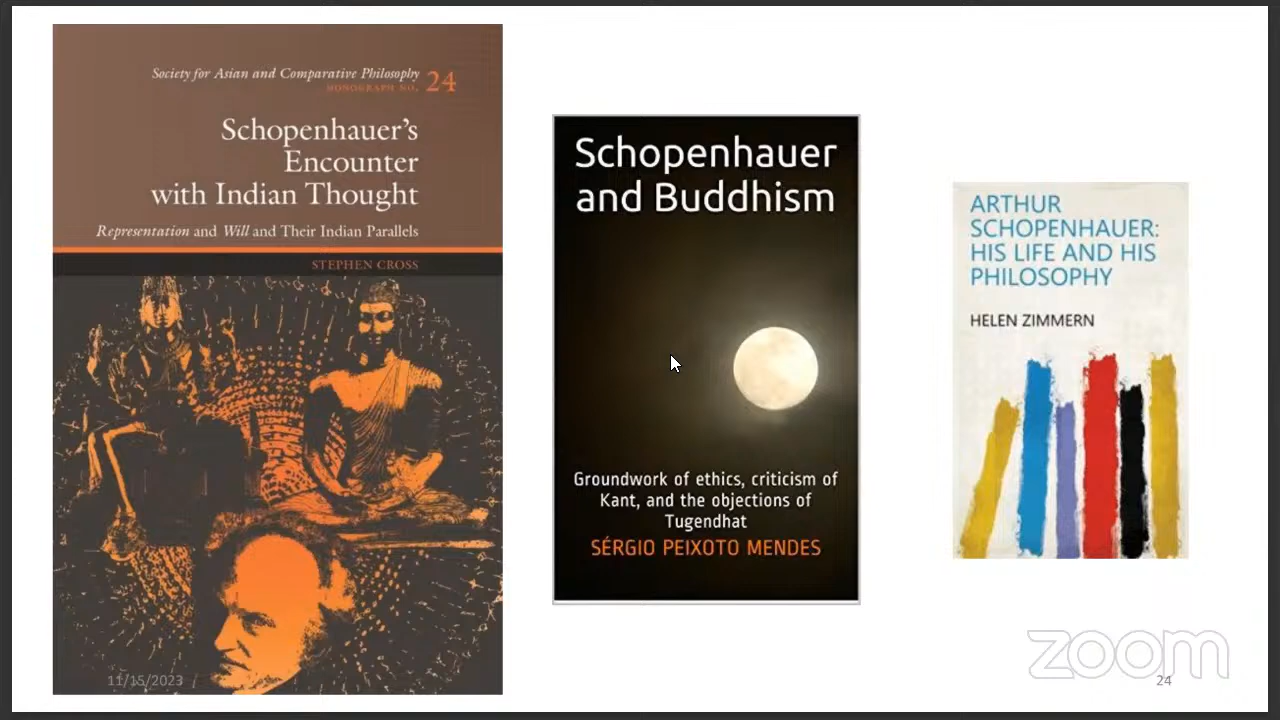 Society for Asian and Comparative Philosophy
MONOGRAPH NO. 24
Schopenhauer's
Encounter
with Indian Thought
Representation and Will and Their Indian Parallels
STEPHEN CROSS
11/15/2023
Schopenhauer
and Buddhism
Groundwork of ethics, criticism of
Kant, and the objections of
Tugendhat
SÉRGIO PEIXOTO MENDES
ARTHUR
SCHOPENHAUER:
HIS LIFE AND HIS
PHILOSOPHY
HELEN ZIMMERN
zoom
24